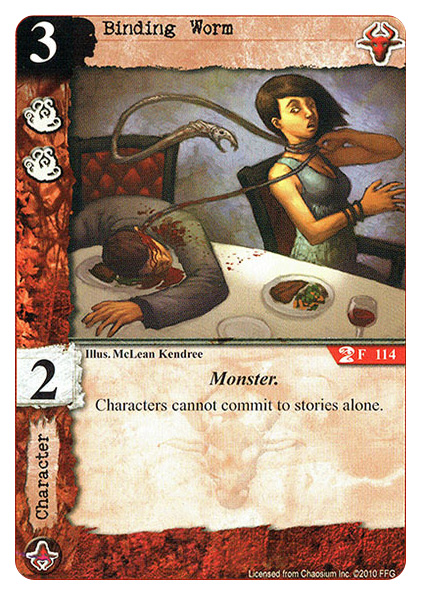 3
Binding Worm
Illus. McLean Kendree
F 114
2
Monster.
Characters cannot commit to stories alone.
Character
Licensed from Chaosium Inc. ©2010 FFG